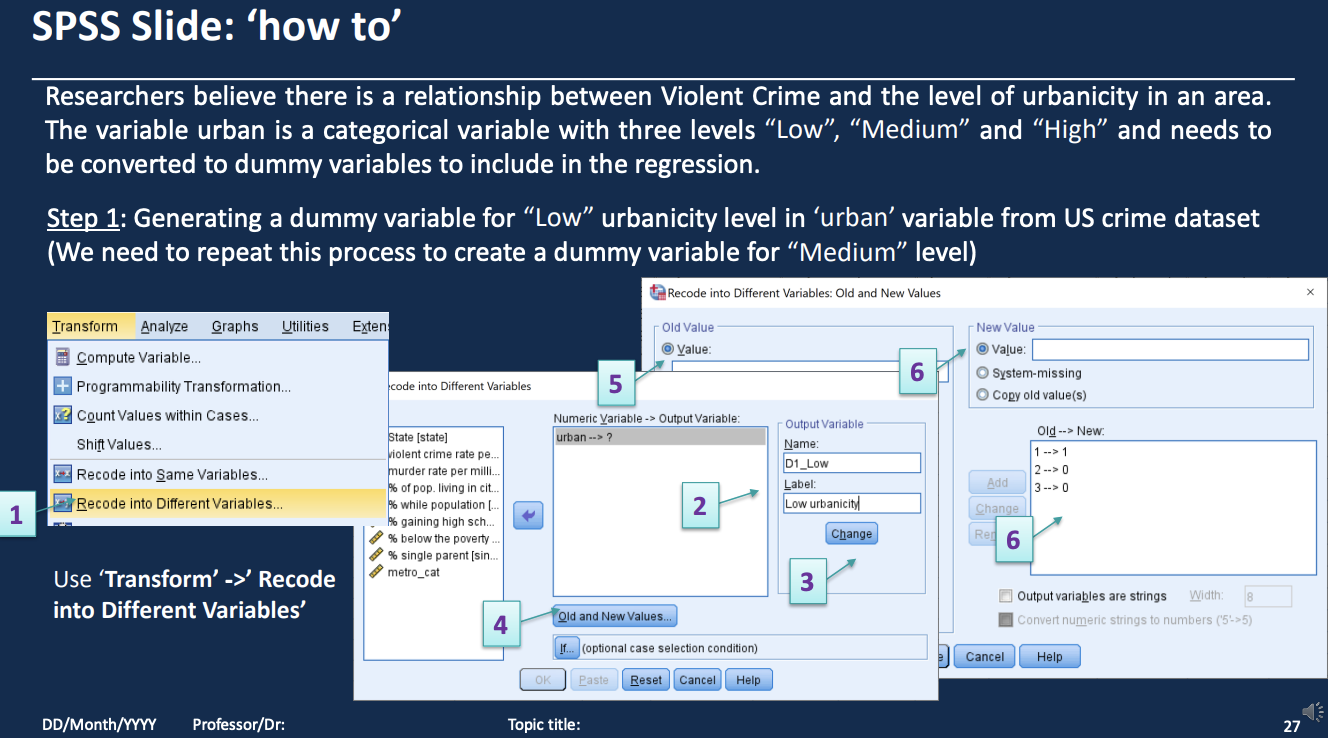 SPSS Slide: ‘how to’
Researchers believe there is a relationship between Violent Crime and the level of urbanicity in an area.
The variable urban is a categorical variable with three levels “Low”, “Medium” and “High” and needs to
be converted to dummy variables to include in the regression.
Step 1: Generating a dummy variable for “Low” urbanicity level in ‘urban’ variable from US crime dataset
(We need to repeat this process to create a dummy variable for “Medium” level)
Transform Analyze Graphs Utilities Exten
Compute Variable...
Programmability Transformation...
Count Values within Cases...
Shift Values...
Recode into Same Variables...
Recode into Different Variables...
1
Use ‘Transform’ ->’ Recode
into Different Variables’
code into Different Variables
State [state]
violent crime rate pe...
murder rate per milli...
% of pop. living in cit...
% while population [...
% gaining high sch...
% below the poverty ...
% single parent [sin...
metro_cat
Numeric Variable -> Output Variable:
urban --> ?
Output Variable
Name:
D1_Low
Label:
Low urbanicity
Change
2
3
4
Old and New Values...
If... (optional case selection condition)
OK Paste Reset Cancel Help
Recode into Different Variables: Old and New Values
Old Value
Value:
5
New Value
Value:
System-missing
Copy old value(s)
6
Old --> New:
1 --> 1
2 --> 0
3 --> 0
Add
Change
6
Output variables are strings Width: 8
Convert numeric strings to numbers ('5'->5)
Cancel Help
DD/Month/YYYY Professor/Dr: Topic title: 27